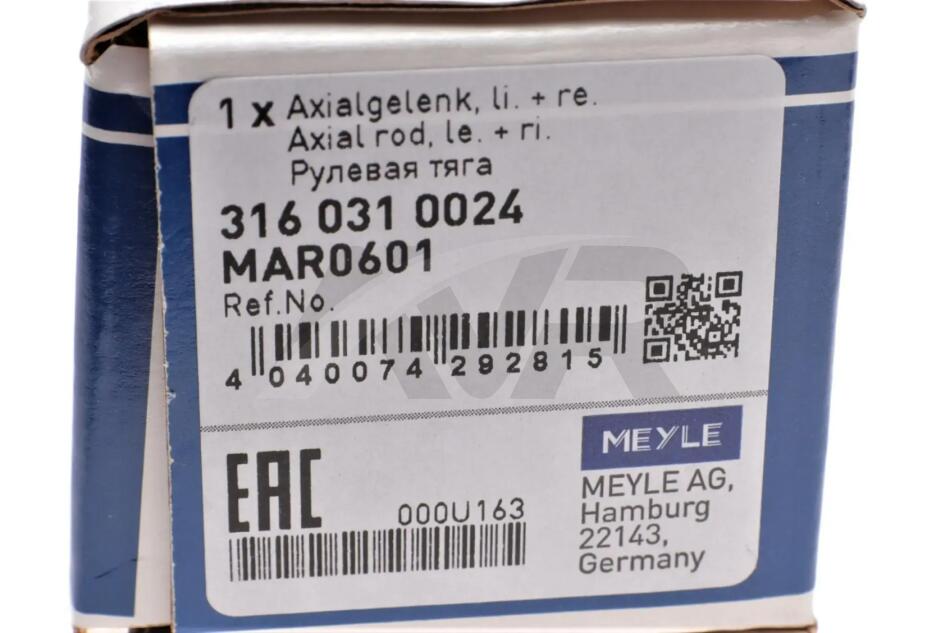 1 x Axialgelenk, li. + re.
Axial rod, le. + ri.
Рулевая тяга
316 031 0024
MAR0601
Ref.No.
4 040074 292815
EAC
000U163
MEYLE
MEYLE AG,
Hamburg
22143,
Germany